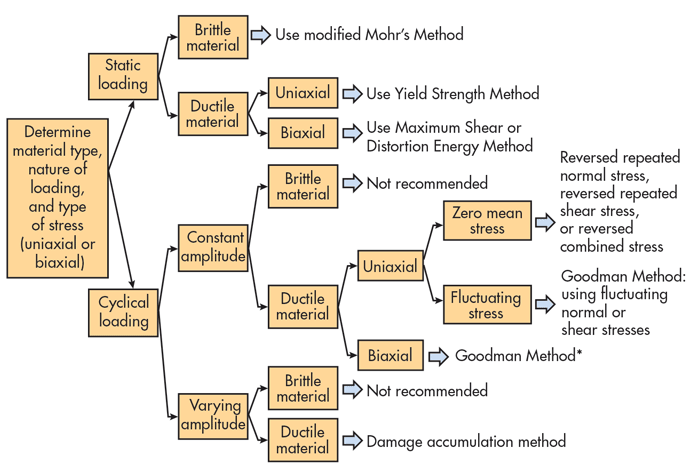 Determine
material type,
nature of
loading,
and type
of stress
(uniaxial or
biaxial)
Static
loading
Brittle
material
Use modified Mohr's Method
Ductile
material
Uniaxial
Use Yield Strength Method
Biaxial
Use Maximum Shear or
Distortion Energy Method
Cyclical
loading
Constant
amplitude
Brittle
material
Not recommended
Ductile
material
Uniaxial
Zero mean
stress
Reversed repeated
normal stress,
reversed repeated
shear stress,
or reversed
combined stress
Fluctuating
stress
Goodman Method:
using fluctuating
normal or
shear stresses
Biaxial
Goodman Method*
Varying
amplitude
Brittle
material
Not recommended
Ductile
material
Damage accumulation method